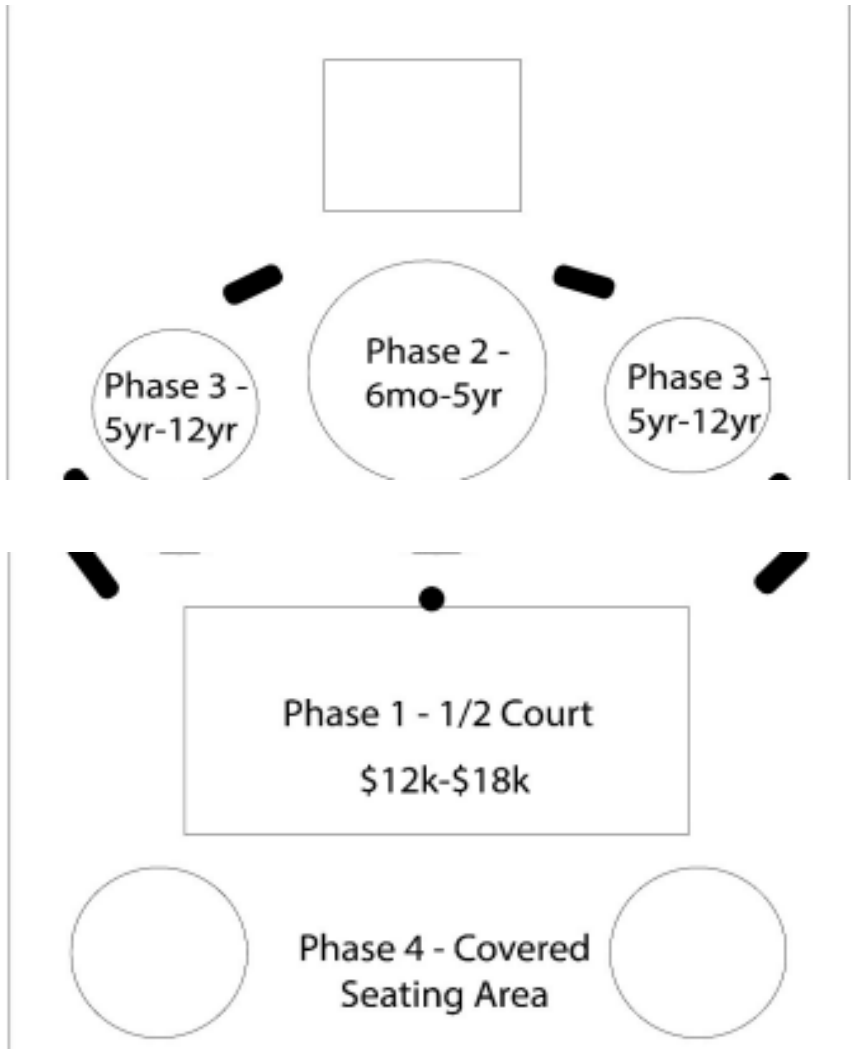 Phase 2 -
6mo-5yr
Phase 3 -
5yr-12yr
Phase 3 -
5yr-12yr
Phase 1 - 1/2 Court
$12k-$18k
Phase 4 - Covered
Seating Area